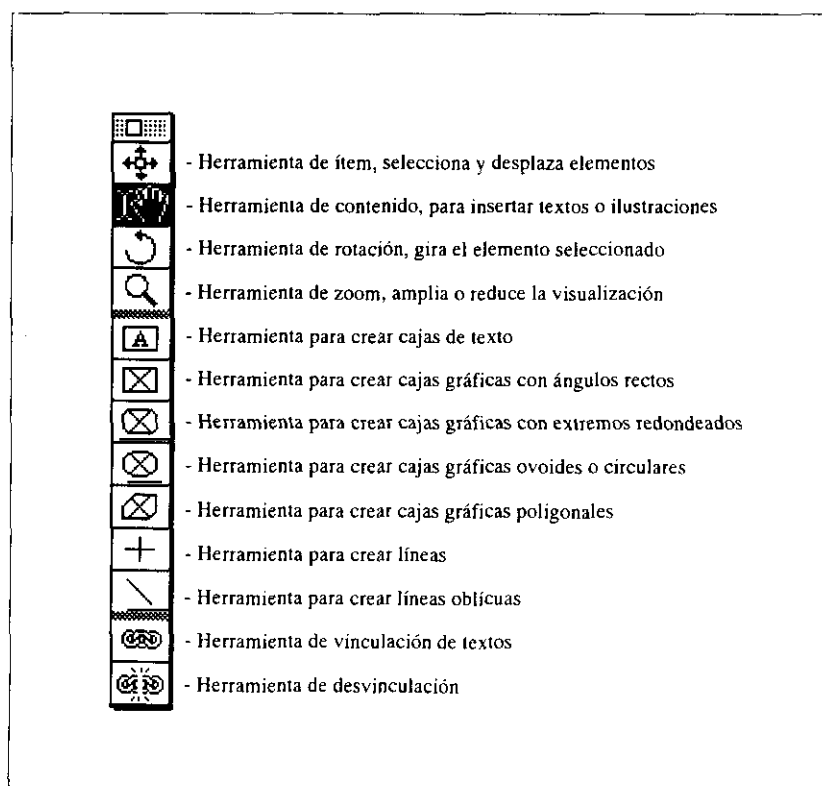 - Herramienta de ítem, selecciona y desplaza elementos
- Herramienta de contenido, para insertar textos o ilustraciones
- Herramienta de rotación, gira el elemento seleccionado
- Herramienta de zoom, amplia o reduce la visualización
A - Herramienta para crear cajas de texto
- Herramienta para crear cajas gráficas con ángulos rectos
- Herramienta para crear cajas gráficas con extremos redondeados
- Herramienta para crear cajas gráficas ovoides o circulares
- Herramienta para crear cajas gráficas poligonales
- Herramienta para crear líneas
- Herramienta para crear líneas oblícuas
- Herramienta de vinculación de textos
- Herramienta de desvinculación